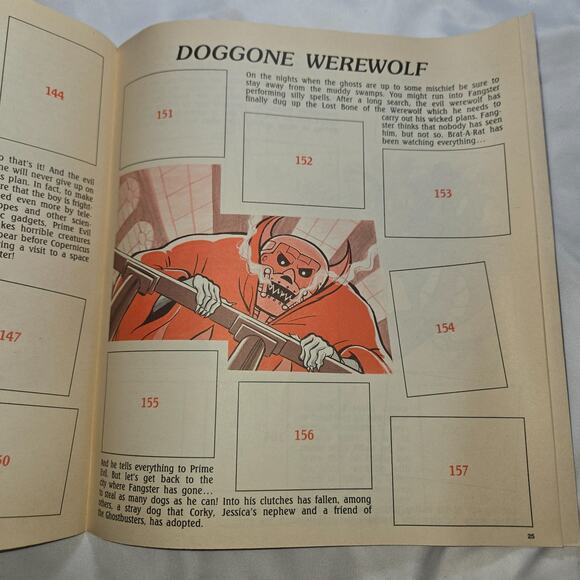 144
o that's it! And the evil
ne will never give up on
s plan. In fact, to make
re that the boy is fright-
ed even more by tele-
opes and other scien-
ic gadgets, Prime Evil
kes horrible creatures
pear before Copernicus
ing a visit to a space
ter!
147
50
DOGGONE WEREWOLF
151
On the nights when the ghosts are up to some mischief be sure to
stay away from the muddy swamps. You might run into Fangster
performing silly spells. After a long search, the evil werewolf has
finally dug up the Lost Bone of the Werewolf which he needs to
carry out his wicked plans. Fang-
ster thinks that nobody has seen
him, but not so. Brat-A-Rat has
been watching everything...
152
153
154
155
156
157
And he tells everything to Prime
Evil. But let's get back to the
city where Fangster has gone...
to steal as many dogs as he can! Into his clutches has fallen, among
others, a stray dog that Corky, Jessica's nephew and a friend of
the Ghostbusters, has adopted.
25